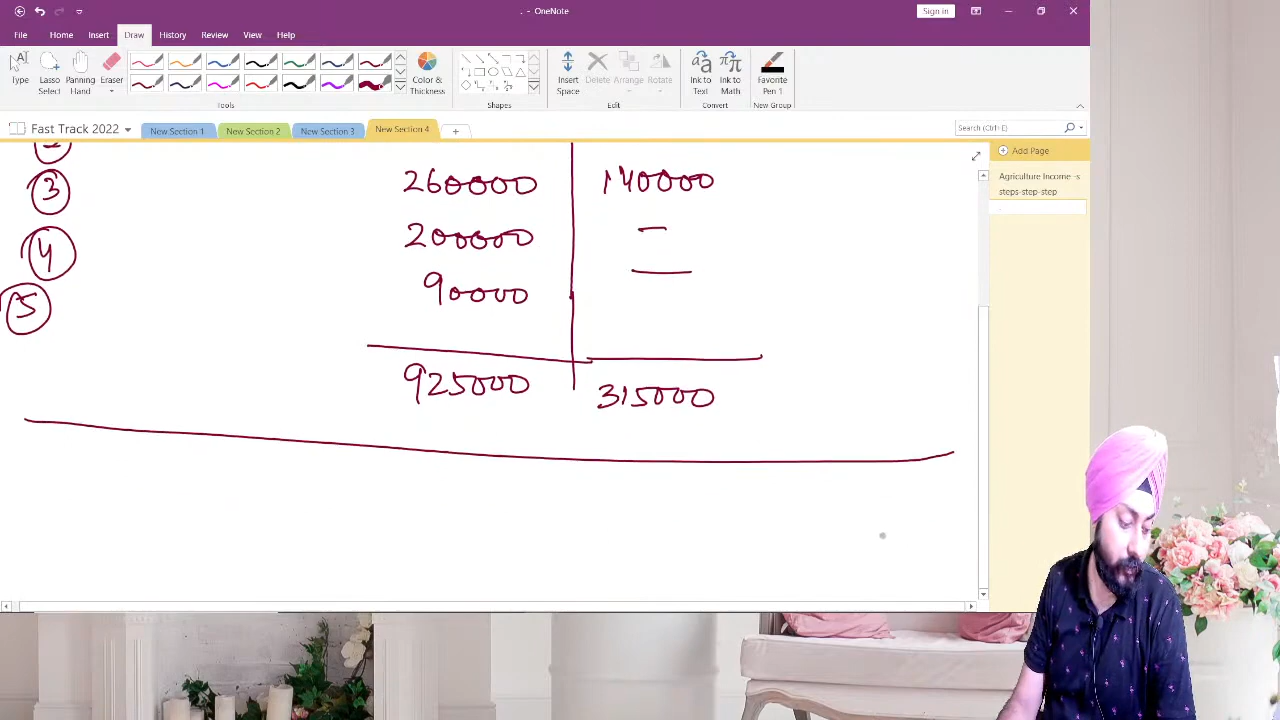 . - OneNote
Sign in
File Home Insert Draw History Review View Help
Type
Lasso Select
Panning Hand
Eraser
Color & Thickness
Insert Space
Delete
Arrange
Rotate
Ink to Text
Ink to Math
Favorite Pen 1
Tools Shapes Edit Convert New Group
Fast Track 2022 New Section 1 New Section 2 New Section 3 New Section 4 +
Search (Ctrl+E)
Add Page
Agriculture Income -s
steps-step-step
3 260000 140000
4 200000 —
5 90000 —
925000 315000